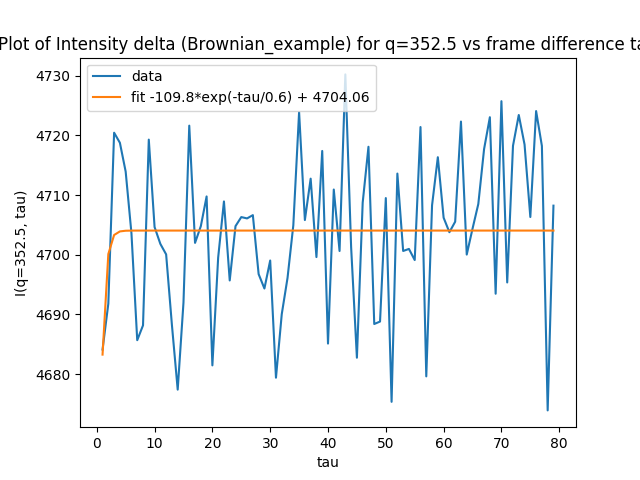 Plot of Intensity delta (Brownian_example) for q=352.5 vs frame difference ta
4730
4720
4710
4700
4690
4680
I(q=352.5, tau)
data
fit -109.8*exp(-tau/0.6) + 4704.06
0 10 20 30 40 50 60 70 80
tau